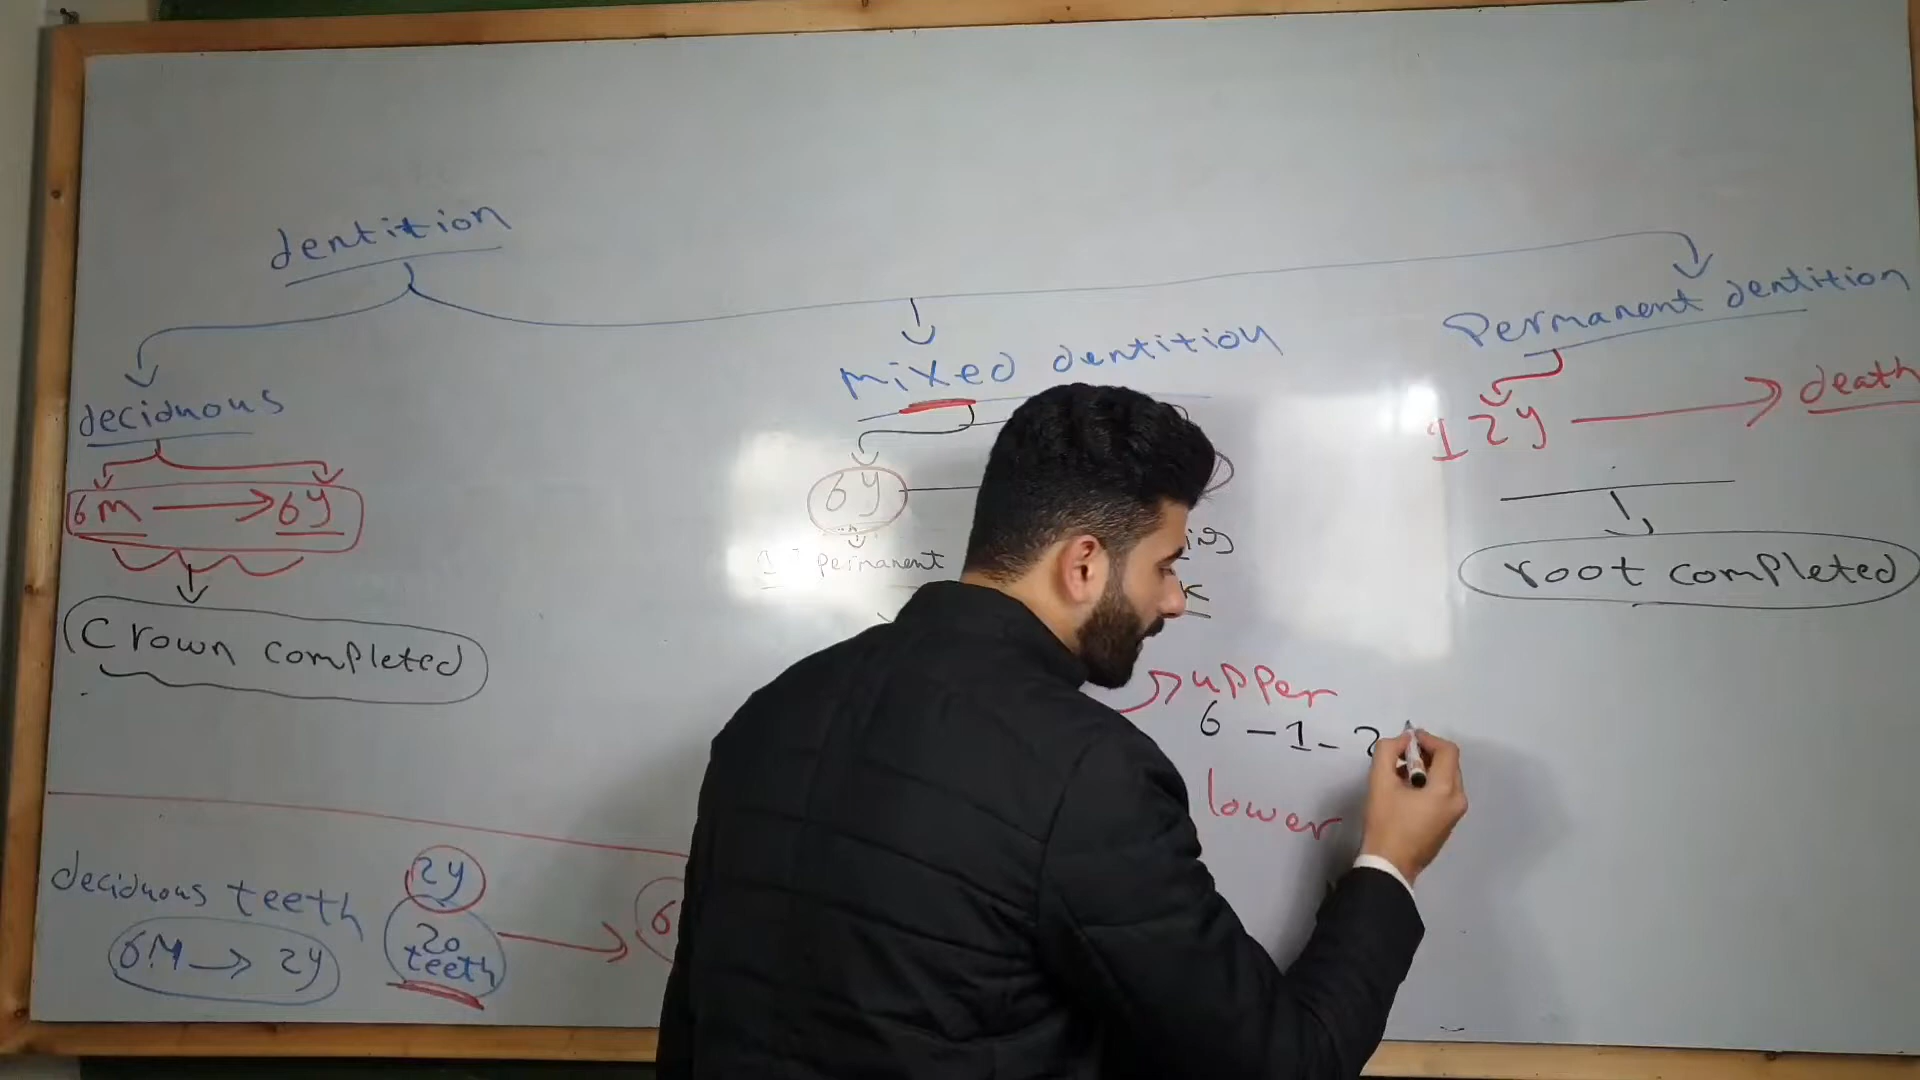 dentition
deciduous
6m → 6y
crown completed
mixed dentition
6y
permanent
upper
6 - 1 - 2
lower
Permanent dentition
12y → death
root completed
deciduous teeth
6M → 2y
2y
20
teeth →
6